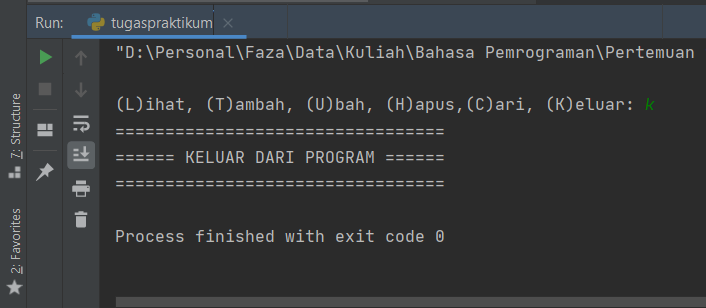 Run: tugaspraktikum
"D:\Personal\Faza\Data\Kuliah\Bahasa Pemrograman\Pertemuan
(L)ihat, (T)ambah, (U)bah, (H)apus,(C)ari, (K)eluar: k
=================================
====== KELUAR DARI PROGRAM ======
=================================
Process finished with exit code 0
7: Structure
2: Favorites